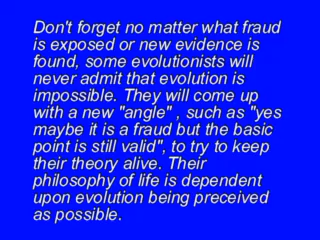 Don't forget no matter what fraud
is exposed or new evidence is
found, some evolutionists will
never admit that evolution is
impossible. They will come up
with a new "angle" , such as "yes
maybe it is a fraud but the basic
point is still valid", to try to keep
their theory alive. Their
philosophy of life is dependent
upon evolution being preceived
as possible.